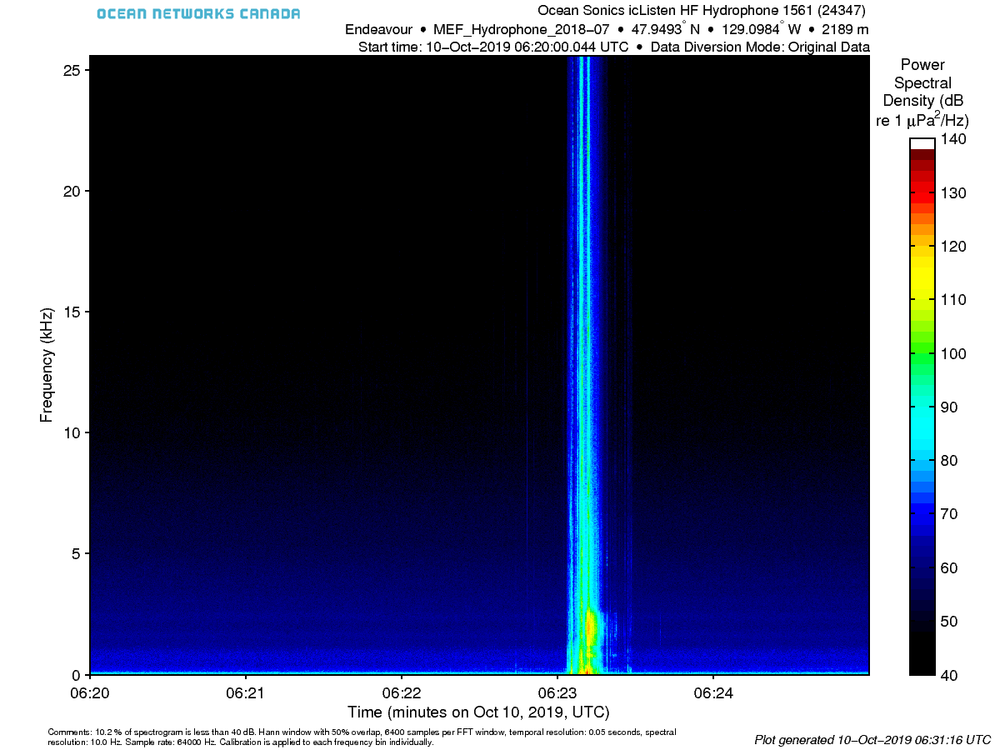 OCEAN NETWORKS CANADA
Ocean Sonics icListen HF Hydrophone 1561 (24347)
Endeavour • MEF_Hydrophone_2018−07 • 47.9493° N • 129.0984° W • 2189 m
Start time: 10−Oct−2019 06:20:00.044 UTC • Data Diversion Mode: Original Data
Power
Spectral
Density (dB
re 1 μPa²/Hz)
140
130
120
110
100
90
80
70
60
50
40
25
20
15
10
5
0
Frequency (kHz)
06:20 06:21 06:22 06:23 06:24
Time (minutes on Oct 10, 2019, UTC)
Comments: 10.2 % of spectrogram is less than 40 dB. Hann window with 50% overlap, 6400 samples per FFT window, temporal resolution: 0.05 seconds, spectral
resolution: 10.0 Hz. Sample rate: 64000 Hz. Calibration is applied to each frequency bin individually.
Plot generated 10−Oct−2019 06:31:16 UTC